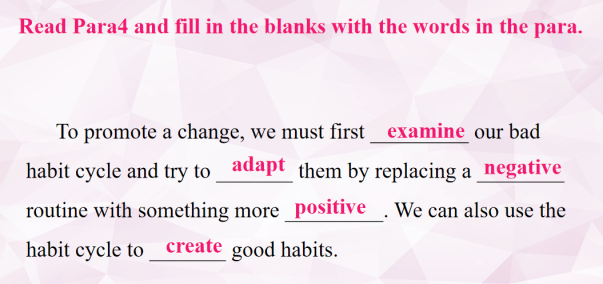 Read Para4 and fill in the blanks with the words in the para.
To promote a change, we must first examine our bad
habit cycle and try to adapt them by replacing a negative
routine with something more positive. We can also use the
habit cycle to create good habits.